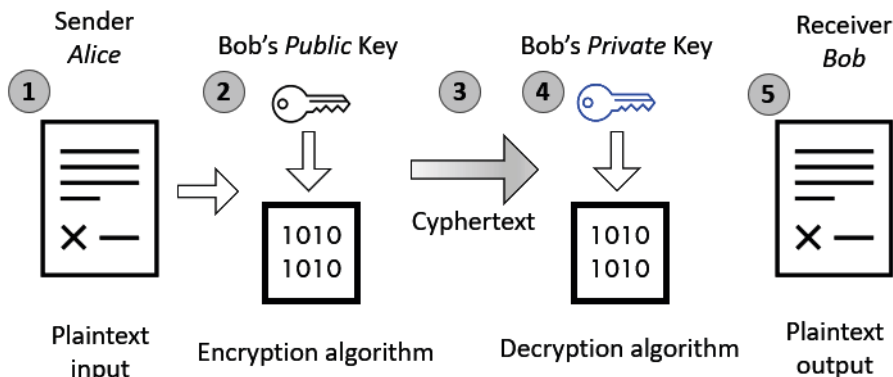 Sender
Alice
Bob's Public Key
Bob's Private Key
Receiver
Bob
1
2
3
4
5
1010
1010
Cyphertext
1010
1010
Plaintext
input
Encryption algorithm
Decryption algorithm
Plaintext
output